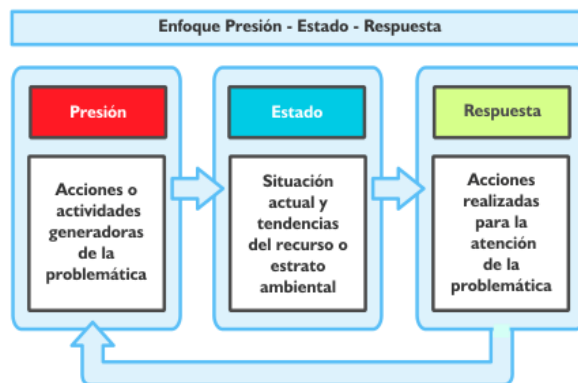 Enfoque Presión - Estado - Respuesta
Presión
Acciones o
actividades
generadoras
de la
problemática
Estado
Situación
actual y
tendencias
del recurso o
estrato
ambiental
Respuesta
Acciones
realizadas
para la
atención
de la
problemática